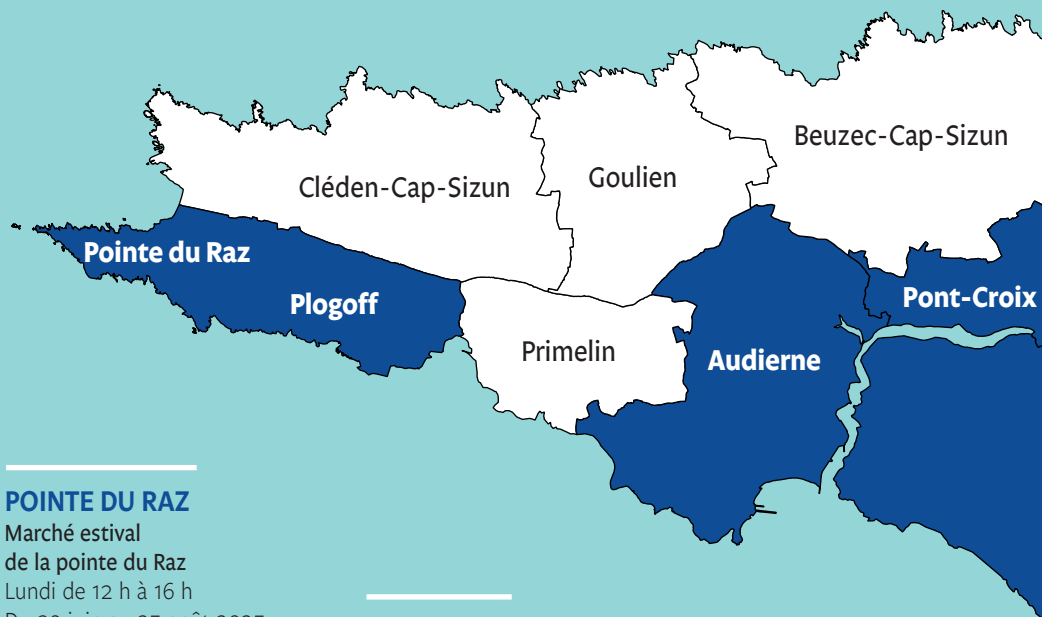 Beuzec-Cap-Sizun
Goulien
Cléden-Cap-Sizun
Pointe du Raz
Plogoff
Pont-Croix
Primelin
Audierne
POINTE DU RAZ
Marché estival
de la pointe du Raz
Lundi de 12 h à 16 h